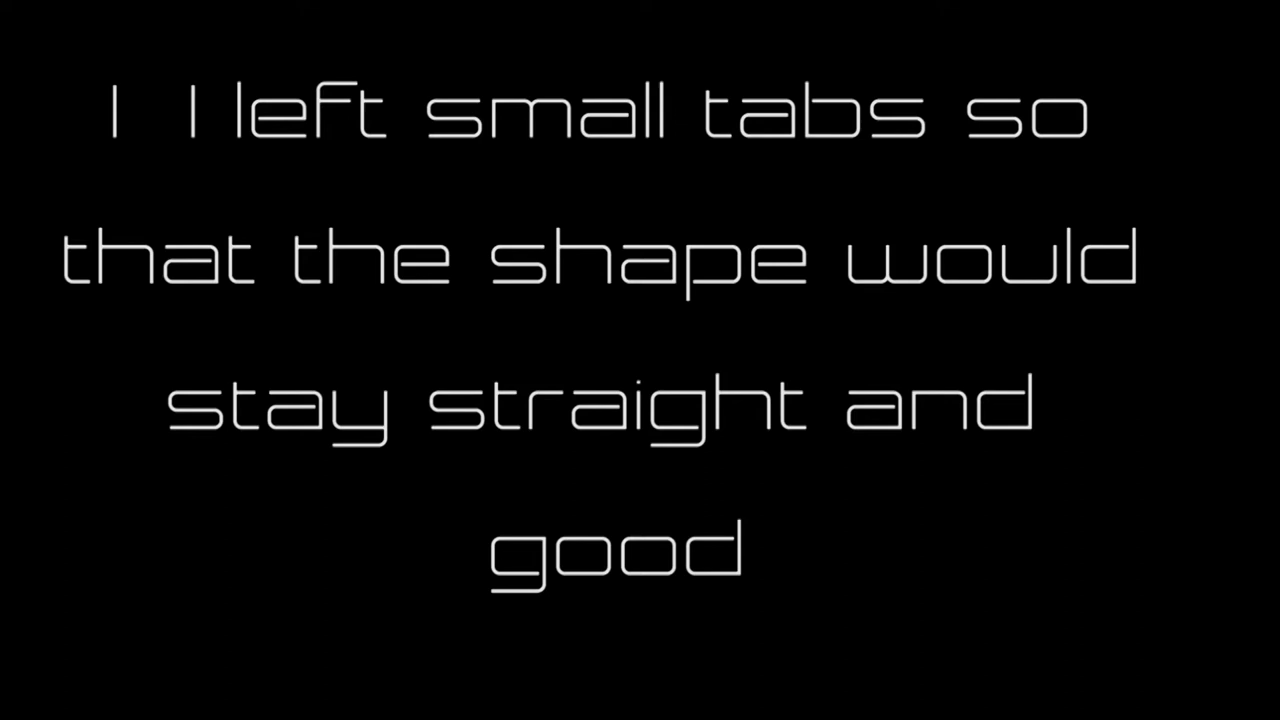 I I left small tabs so
that the shape would
stay straight and
good